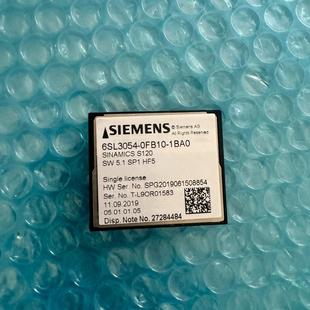 SIEMENS
© Siemens AG
All Rights Reserved
6SL3054-0FB10-1BA0
SINAMICS S120
SW 5.1 SP1 HF5
Single license
HW Ser. No. SPG2019061508854
Ser. No. T-L9OR01583
11.09.2019
05.01.01.05
Disp. Note No. 27284484